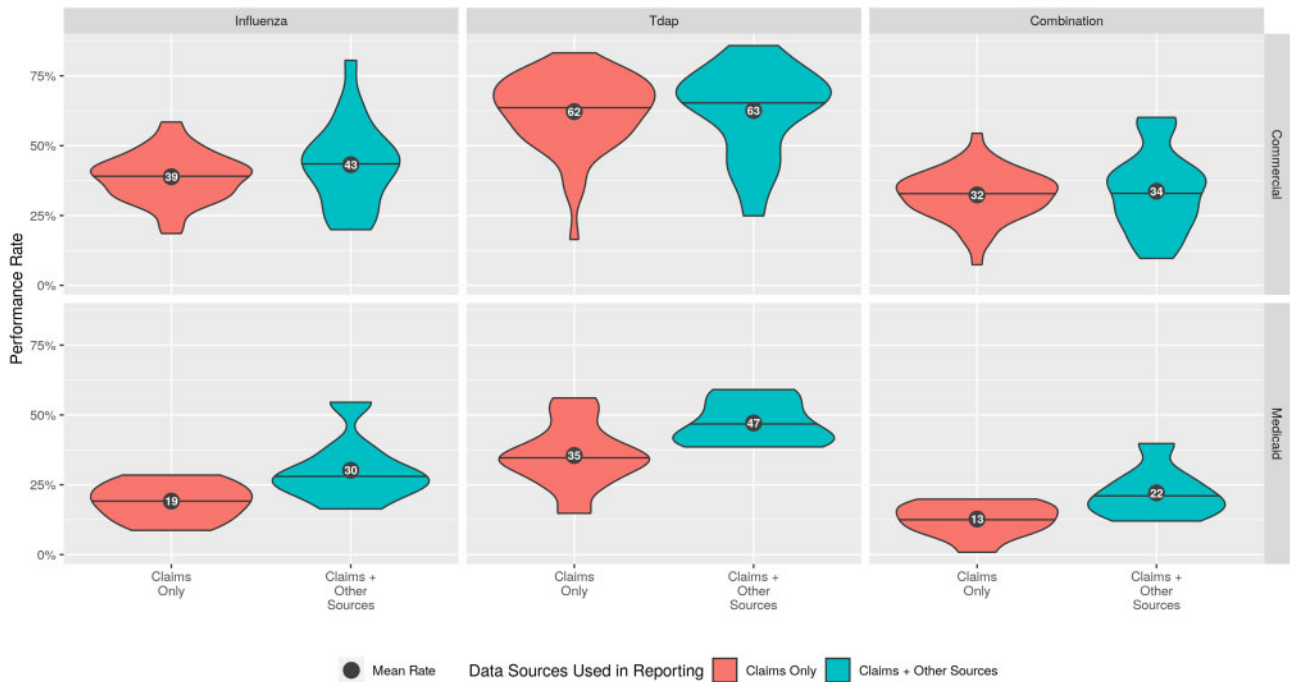 Influenza
Tdap
Combination
Performance Rate
75%
50%
25%
0%
39
43
62
63
32
34
Commercial
75%
50%
25%
0%
19
30
35
47
13
22
Medicaid
Claims
Only
Claims +
Other
Sources
Claims
Only
Claims +
Other
Sources
Claims
Only
Claims +
Other
Sources
Mean Rate
Data Sources Used in Reporting
Claims Only
Claims + Other Sources